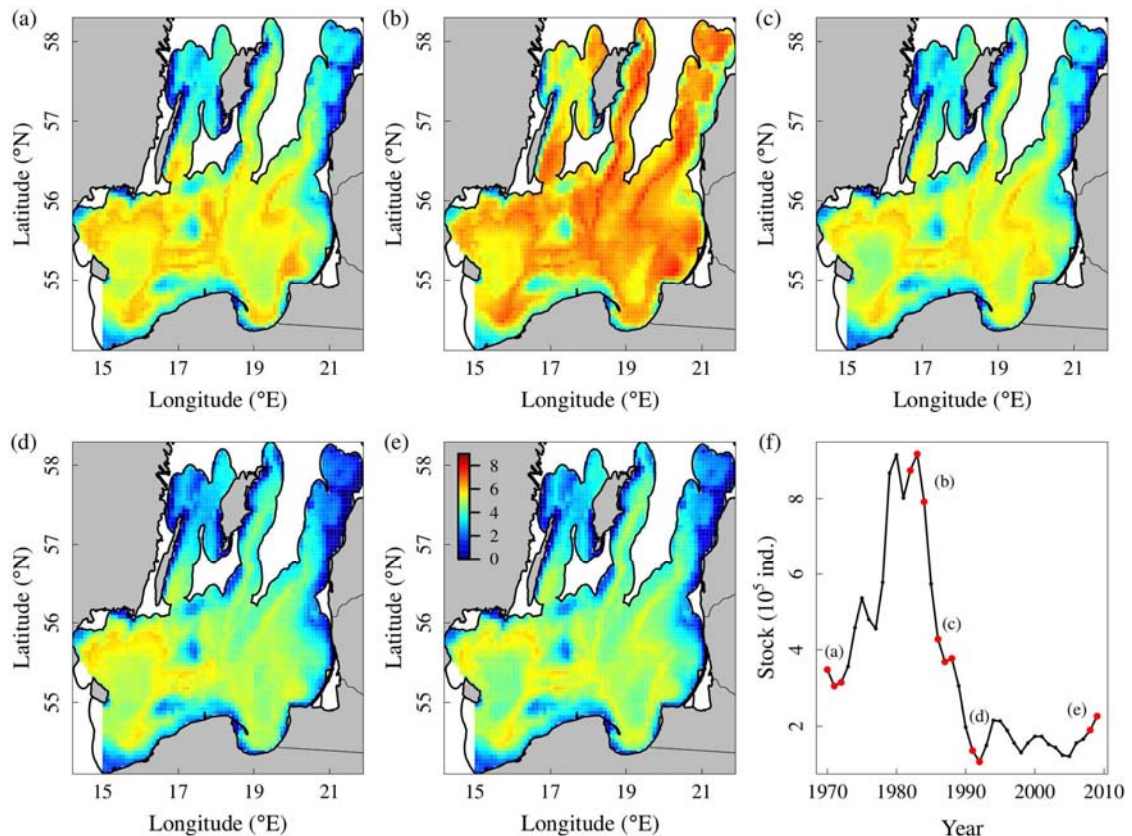 (a)
58
57
56
55
Latitude (°N)
15 17 19 21
Longitude (°E)
(b)
58
57
56
55
Latitude (°N)
15 17 19 21
Longitude (°E)
(c)
58
57
56
55
Latitude (°N)
15 17 19 21
Longitude (°E)
(d)
58
57
56
55
Latitude (°N)
15 17 19 21
Longitude (°E)
(e)
58
57
56
55
Latitude (°N)
8
6
4
2
0
15 17 19 21
Longitude (°E)
(f)
8
6
4
2
Stock (10⁵ ind.)
(a)
(b)
(c)
(d)
(e)
1970 1980 1990 2000 2010
Year